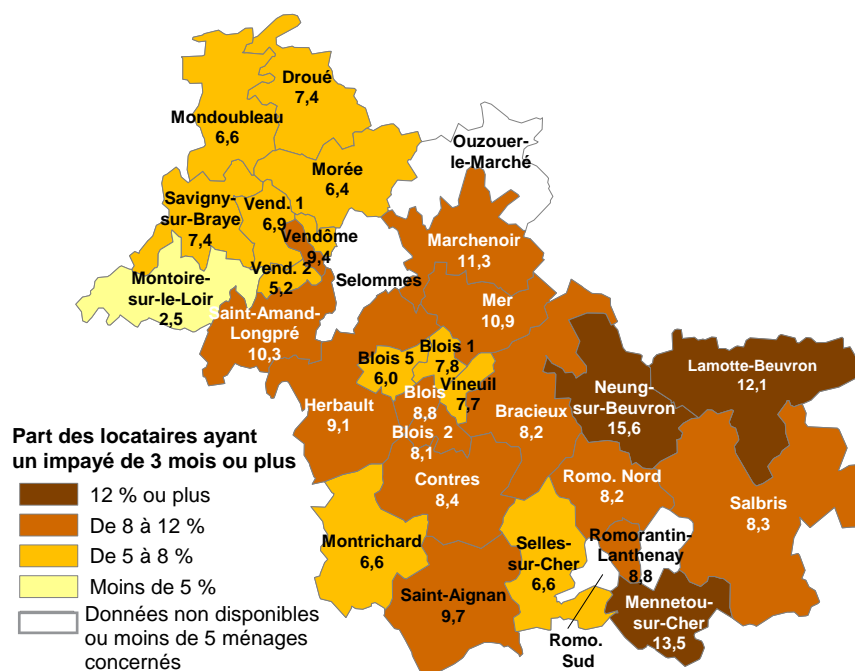 Droué
7,4
Mondoubleau
6,6
Ouzouer-
le-Marché
Morée
6,4
Savigny-
sur-Braye
7,4
Vend. 1
6,9
Vendôme
9,4
Marchenoir
11,3
Vend. 2
5,2
Selommes
Montoire-
sur-le-Loir
2,5
Mer
10,9
Saint-Amand-
Longpré
10,3
Blois 1
7,8
Blois 5
6,0
Vineuil
7,7
Lamotte-Beuvron
12,1
Neung-
sur-Beuvron
15,6
Herbault
9,1
Blois
8,8
Bracieux
8,2
Blois 2
8,1
Part des locataires ayant
un impayé de 3 mois ou plus
12 % ou plus
De 8 à 12 %
De 5 à 8 %
Moins de 5 %
Données non disponibles
ou moins de 5 ménages
concernés
Contres
8,4
Romo. Nord
8,2
Salbris
8,3
Montrichard
6,6
Selles-
sur-Cher
6,6
Romorantin-
Lanthenay
8,8
Saint-Aignan
9,7
Mennetou-
sur-Cher
13,5
Romo.
Sud